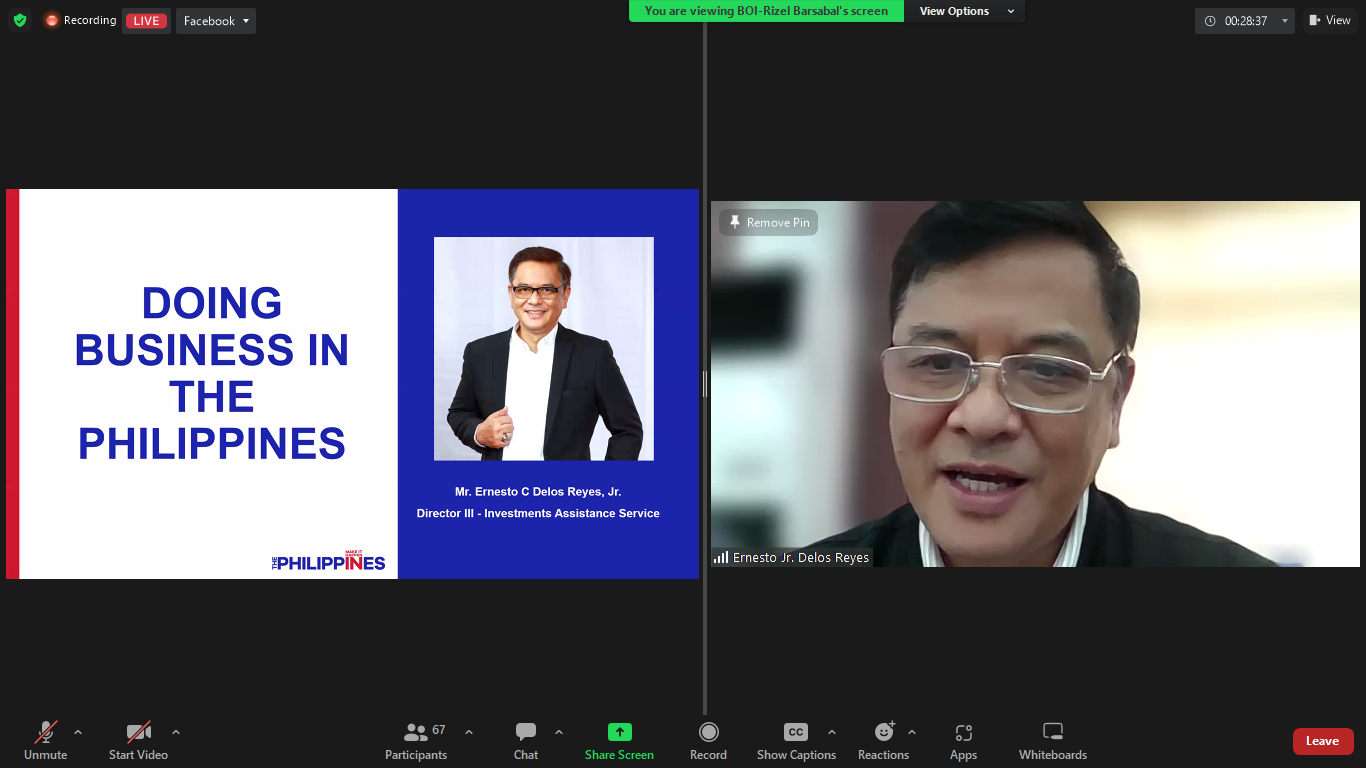 Recording
LIVE
Facebook
You are viewing BOI-Rizel Barsabal's screen
View Options
00:28:37
View
DOING
BUSINESS IN
THE
PHILIPPINES
MAKE IT
HAPPEN
THE PHILIPPINES
Mr. Ernesto C Delos Reyes, Jr.
Director III - Investments Assistance Service
Remove Pin
Ernesto Jr. Delos Reyes
Unmute
Start Video
67
Participants
Chat
Share Screen
Record
CC
Show Captions
Reactions
Apps
Whiteboards
Leave